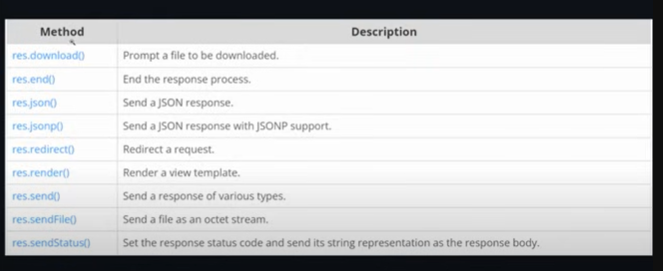 Method Description
res.download() Prompt a file to be downloaded.
res.end() End the response process.
res.json() Send a JSON response.
res.jsonp() Send a JSON response with JSONP support.
res.redirect() Redirect a request.
res.render() Render a view template.
res.send() Send a response of various types.
res.sendFile() Send a file as an octet stream.
res.sendStatus() Set the response status code and send its string representation as the response body.